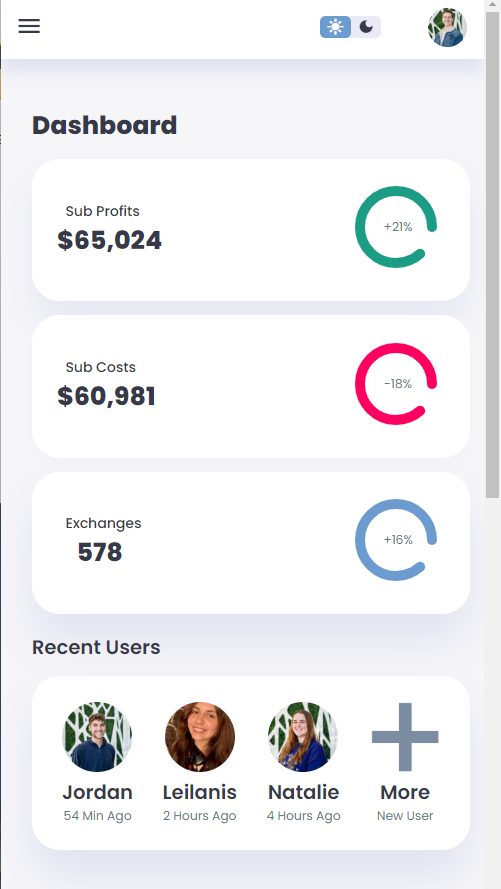 Dashboard
Sub Profits
$65,024
+21%
Sub Costs
$60,981
-18%
Exchanges
578
+16%
Recent Users
Jordan
54 Min Ago
Leilanis
2 Hours Ago
Natalie
4 Hours Ago
More
New User